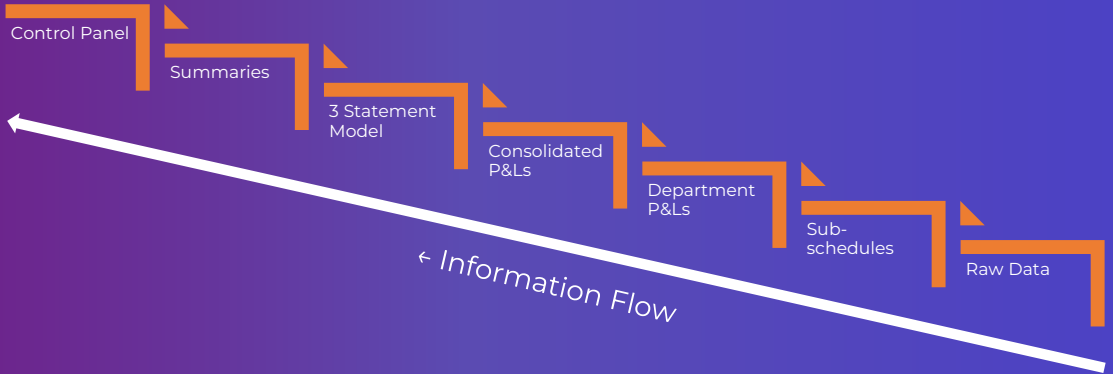 Control Panel
Summaries
3 Statement
Model
Consolidated
P&Ls
Department
P&Ls
Sub-
schedules
Raw Data
← Information Flow